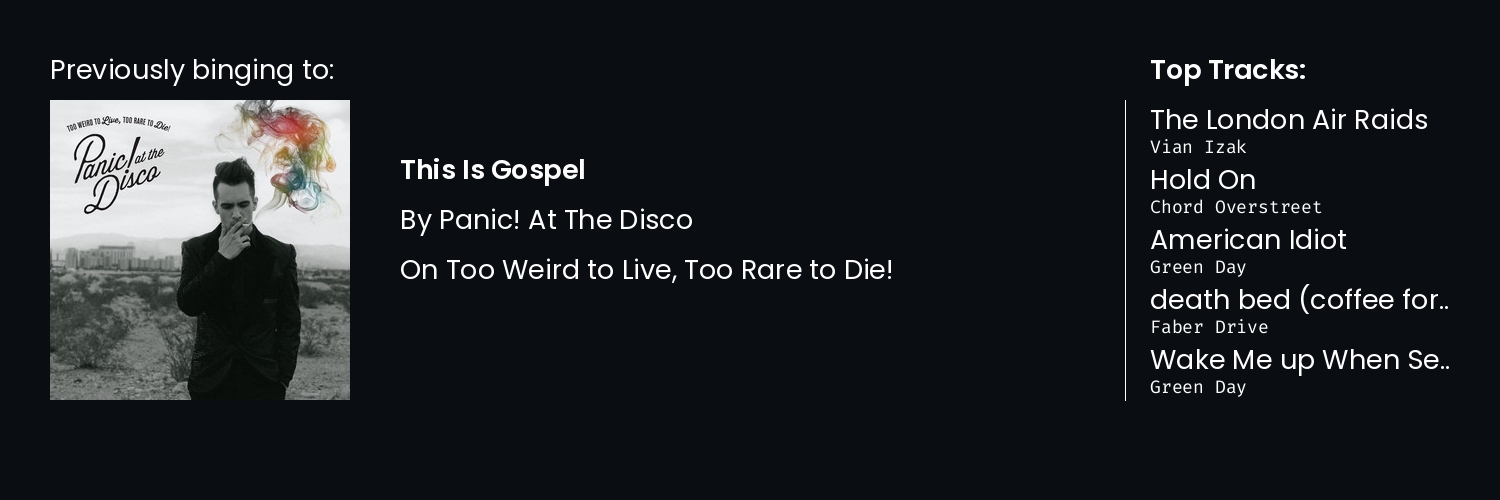 Previously binging to:
TOO WEIRD TO Live, TOO RARE TO Die!
Panic! at the
Disco
This Is Gospel
By Panic! At The Disco
On Too Weird to Live, Too Rare to Die!
Top Tracks:
The London Air Raids
Vian Izak
Hold On
Chord Overstreet
American Idiot
Green Day
death bed (coffee for..
Faber Drive
Wake Me up When Se..
Green Day